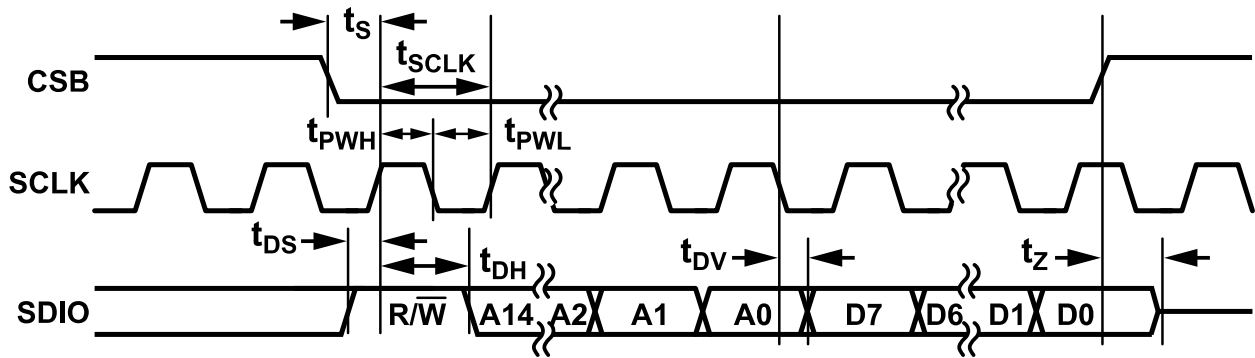 tS
tSCLK
CSB
tPWH tPWL
SCLK
tDS tDH tDV tZ
SDIO R/W̅ A14 A2 A1 A0 D7 D6 D1 D0